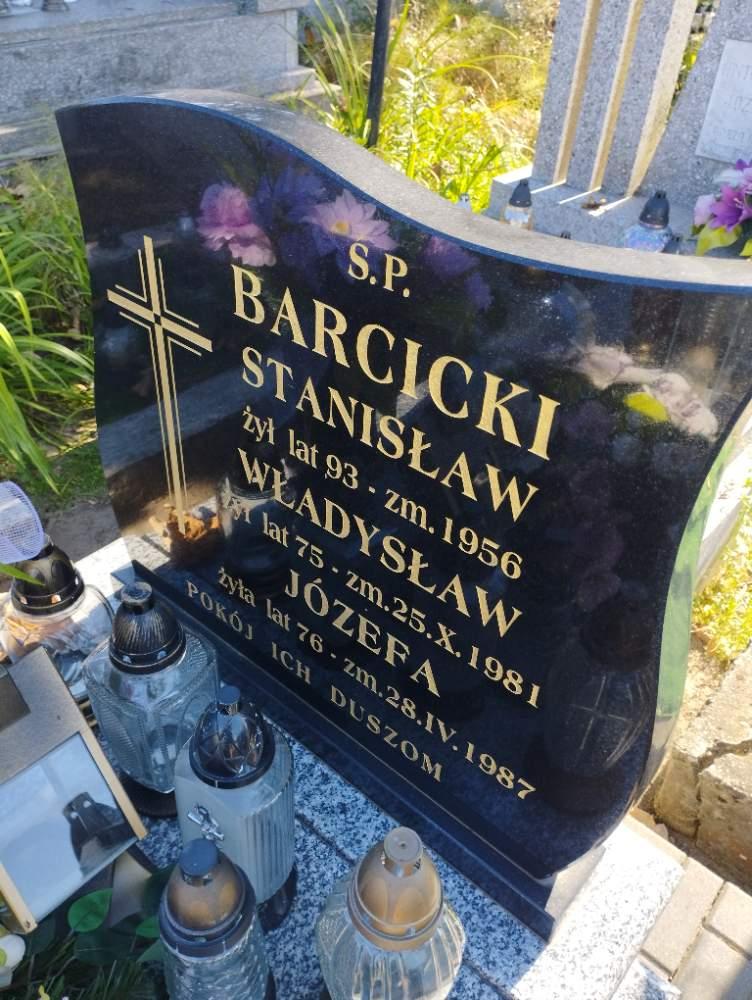 Ś.P.
BARCICKI
STANISŁAW
żył lat 93 - zm. 1956
WŁADYSŁAW
żył lat 75 - zm. 25.X.1981
JÓZEFA
żyła lat 76 - zm. 28.IV.1987
POKÓJ ICH DUSZOM